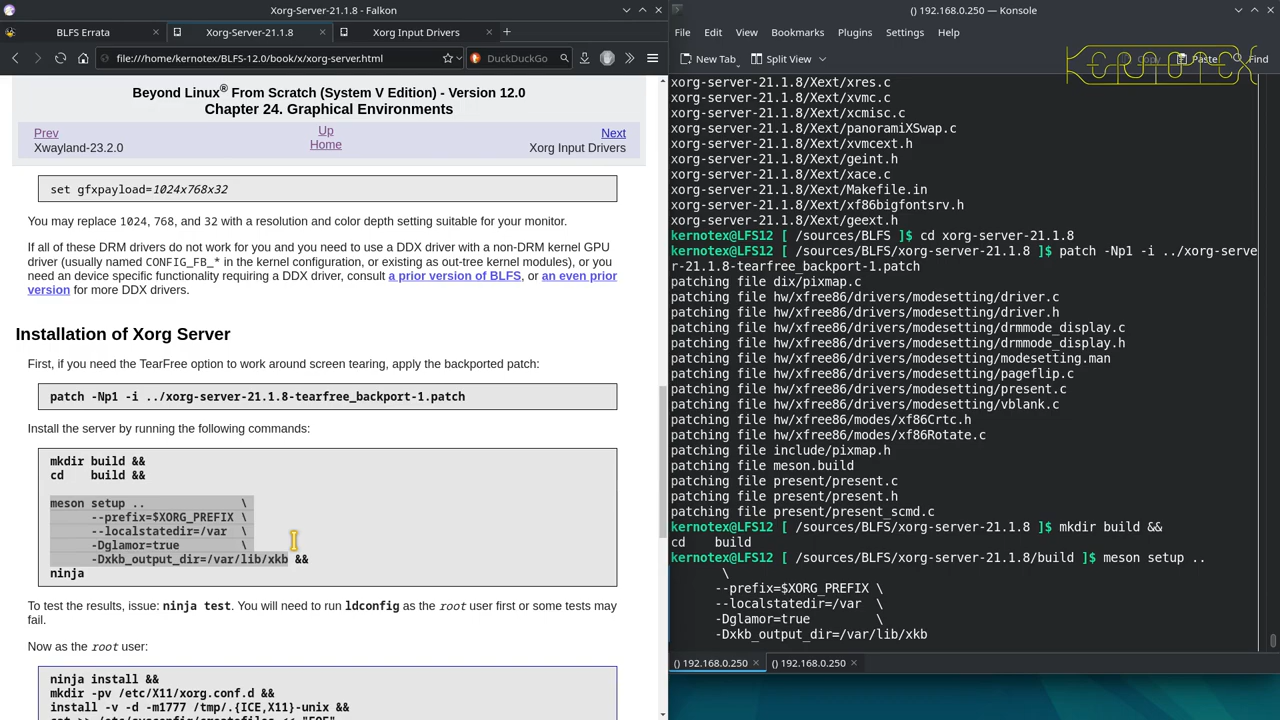 Xorg-Server-21.1.8 - Falkon
BLFS Errata
Xorg-Server-21.1.8
Xorg Input Drivers
file:///home/kernotex/BLFS-12.0/book/x/xorg-server.html
DuckDuckGo
Beyond Linux® From Scratch (System V Edition) - Version 12.0
Chapter 24. Graphical Environments
Prev
Up
Next
Xwayland-23.2.0
Home
Xorg Input Drivers
set gfxpayload=1024x768x32
You may replace 1024, 768, and 32 with a resolution and color depth setting suitable for your monitor.
If all of these DRM drivers do not work for you and you need to use a DDX driver with a non-DRM kernel GPU
driver (usually named CONFIG_FB_* in the kernel configuration, or existing as out-tree kernel modules), or you
need an device specific functionality requiring a DDX driver, consult a prior version of BLFS, or an even prior
version for more DDX drivers.
Installation of Xorg Server
First, if you need the TearFree option to work around screen tearing, apply the backported patch:
patch -Np1 -i ../xorg-server-21.1.8-tearfree_backport-1.patch
Install the server by running the following commands:
mkdir build &&
cd    build &&
meson setup ..              \
      --prefix=$XORG_PREFIX \
      --localstatedir=/var  \
      -Dglamor=true         \
      -Dxkb_output_dir=/var/lib/xkb &&
ninja
To test the results, issue: ninja test. You will need to run ldconfig as the root user first or some tests may
fail.
Now as the root user:
ninja install &&
mkdir -pv /etc/X11/xorg.conf.d &&
install -v -d -m1777 /tmp/.{ICE,X11}-unix &&
cat >> /etc/sysconfig/createfiles << "EOF"
() 192.168.0.250 — Konsole
File Edit View Bookmarks Plugins Settings Help
New Tab Split View Copy Paste Find
KERNOTEX
xorg-server-21.1.8/Xext/xres.c
xorg-server-21.1.8/Xext/xvmc.c
xorg-server-21.1.8/Xext/xcmisc.c
xorg-server-21.1.8/Xext/panoramiXSwap.c
xorg-server-21.1.8/Xext/xvmcext.h
xorg-server-21.1.8/Xext/geint.h
xorg-server-21.1.8/Xext/xace.c
xorg-server-21.1.8/Xext/Makefile.in
xorg-server-21.1.8/Xext/xf86bigfontsrv.h
xorg-server-21.1.8/Xext/geext.h
kernotex@LFS12 [ /sources/BLFS ]$ cd xorg-server-21.1.8
kernotex@LFS12 [ /sources/BLFS/xorg-server-21.1.8 ]$ patch -Np1 -i ../xorg-serve
r-21.1.8-tearfree_backport-1.patch
patching file dix/pixmap.c
patching file hw/xfree86/drivers/modesetting/driver.c
patching file hw/xfree86/drivers/modesetting/driver.h
patching file hw/xfree86/drivers/modesetting/drmmode_display.c
patching file hw/xfree86/drivers/modesetting/drmmode_display.h
patching file hw/xfree86/drivers/modesetting/modesetting.man
patching file hw/xfree86/drivers/modesetting/pageflip.c
patching file hw/xfree86/drivers/modesetting/present.c
patching file hw/xfree86/drivers/modesetting/vblank.c
patching file hw/xfree86/modes/xf86Crtc.h
patching file hw/xfree86/modes/xf86Rotate.c
patching file include/pixmap.h
patching file meson.build
patching file present/present.c
patching file present/present.h
patching file present/present_scmd.c
kernotex@LFS12 [ /sources/BLFS/xorg-server-21.1.8 ]$ mkdir build &&
cd    build
kernotex@LFS12 [ /sources/BLFS/xorg-server-21.1.8/build ]$ meson setup ..
\
--prefix=$XORG_PREFIX \
--localstatedir=/var  \
-Dglamor=true         \
-Dxkb_output_dir=/var/lib/xkb
() 192.168.0.250
() 192.168.0.250